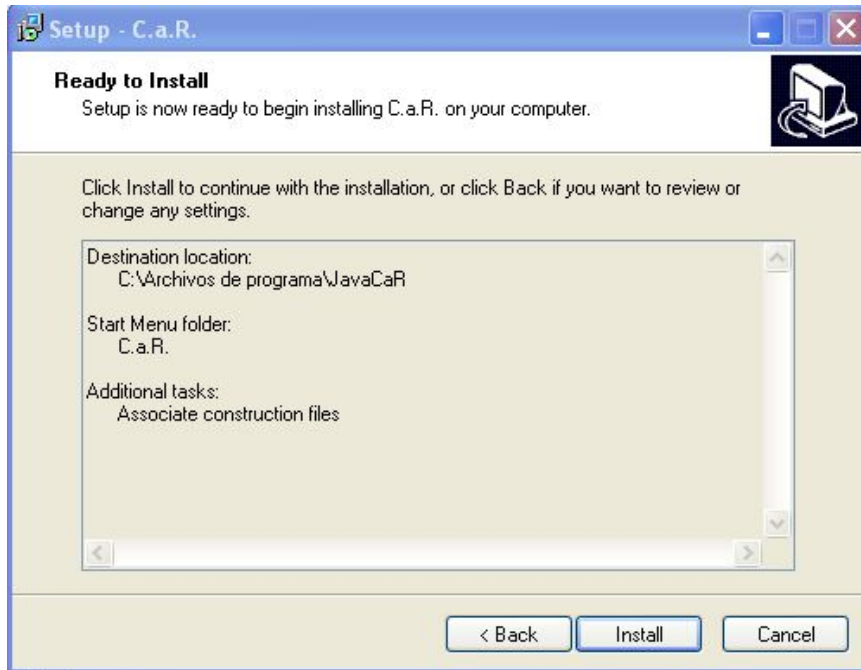 Setup - C.a.R.
Ready to Install
Setup is now ready to begin installing C.a.R. on your computer.
Click Install to continue with the installation, or click Back if you want to review or
change any settings.
Destination location:
C:\Archivos de programa\JavaCaR
Start Menu folder:
C.a.R.
Additional tasks:
Associate construction files
< Back Install Cancel